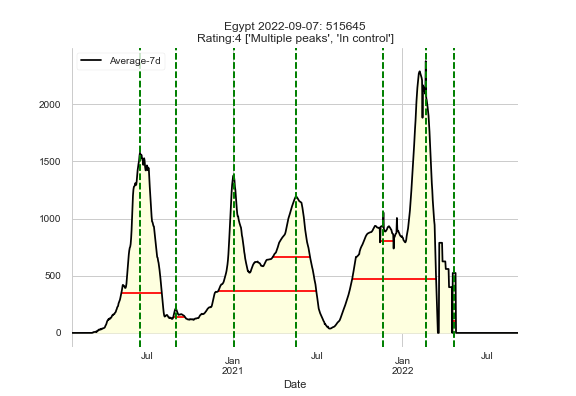 Egypt 2022-09-07: 515645
Rating:4 ['Multiple peaks', 'In control']
Average-7d
2000
1500
1000
500
0
Jul
Jan
2021
Jul
Jan
2022
Jul
Date